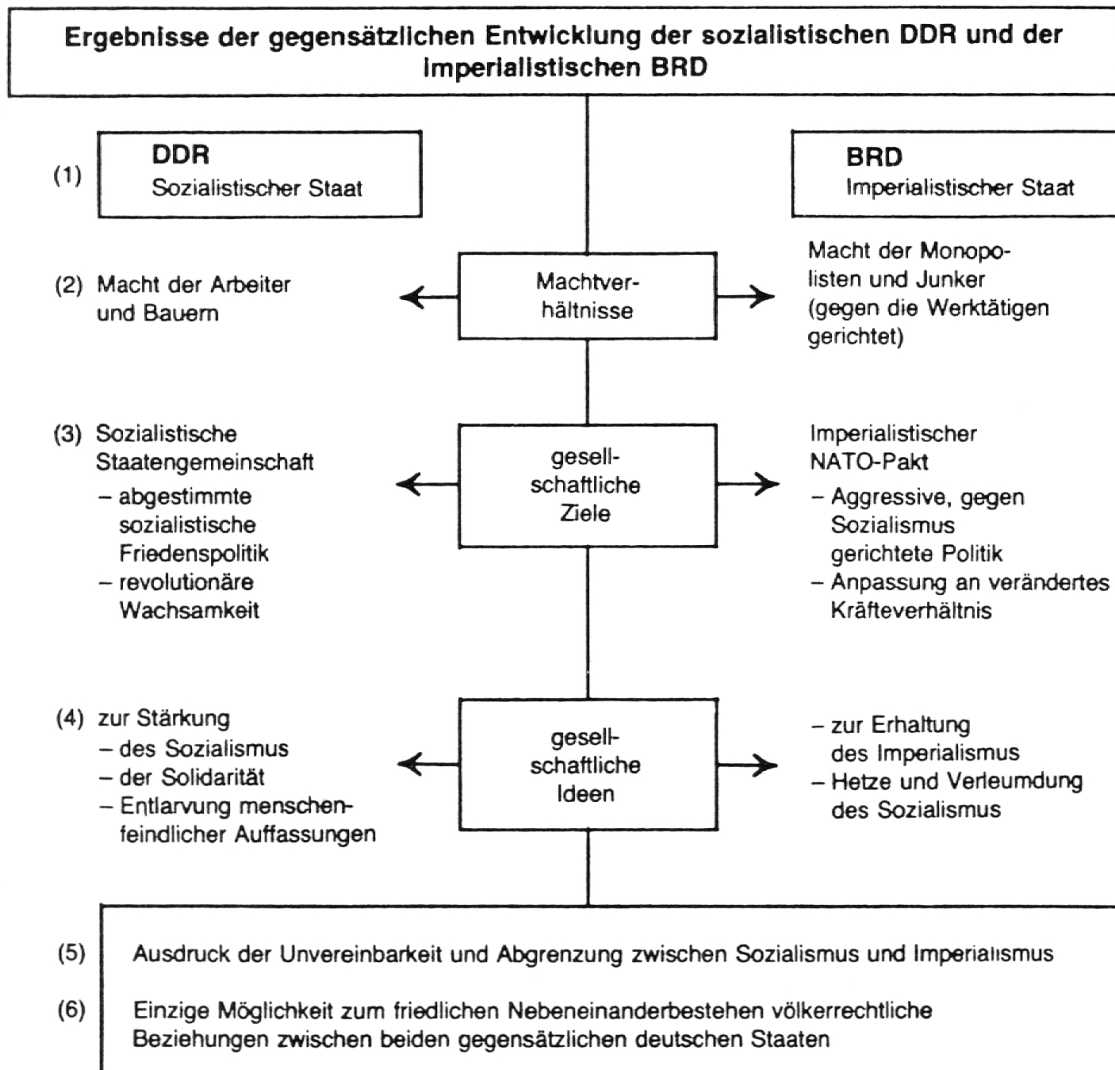 Ergebnisse der gegensätzlichen Entwicklung der sozialistischen DDR und der
imperialistischen BRD
(1)
DDR
Sozialistischer Staat
BRD
Imperialistischer Staat
(2) Macht der Arbeiter
und Bauern
Machtver-
hältnisse
Macht der Monopo-
listen und Junker
(gegen die Werktätigen
gerichtet)
(3) Sozialistische
Staatengemeinschaft
– abgestimmte
sozialistische
Friedenspolitik
– revolutionäre
Wachsamkeit
gesell-
schaftliche
Ziele
Imperialistischer
NATO-Pakt
– Aggressive, gegen
Sozialismus
gerichtete Politik
– Anpassung an verändertes
Kräfteverhältnis
(4) zur Stärkung
– des Sozialismus
– der Solidarität
– Entlarvung menschen-
feindlicher Auffassungen
gesell-
schaftliche
Ideen
– zur Erhaltung
des Imperialismus
– Hetze und Verleumdung
des Sozialismus
(5) Ausdruck der Unvereinbarkeit und Abgrenzung zwischen Sozialismus und Imperialismus
(6) Einzige Möglichkeit zum friedlichen Nebeneinanderbestehen völkerrechtliche
Beziehungen zwischen beiden gegensätzlichen deutschen Staaten